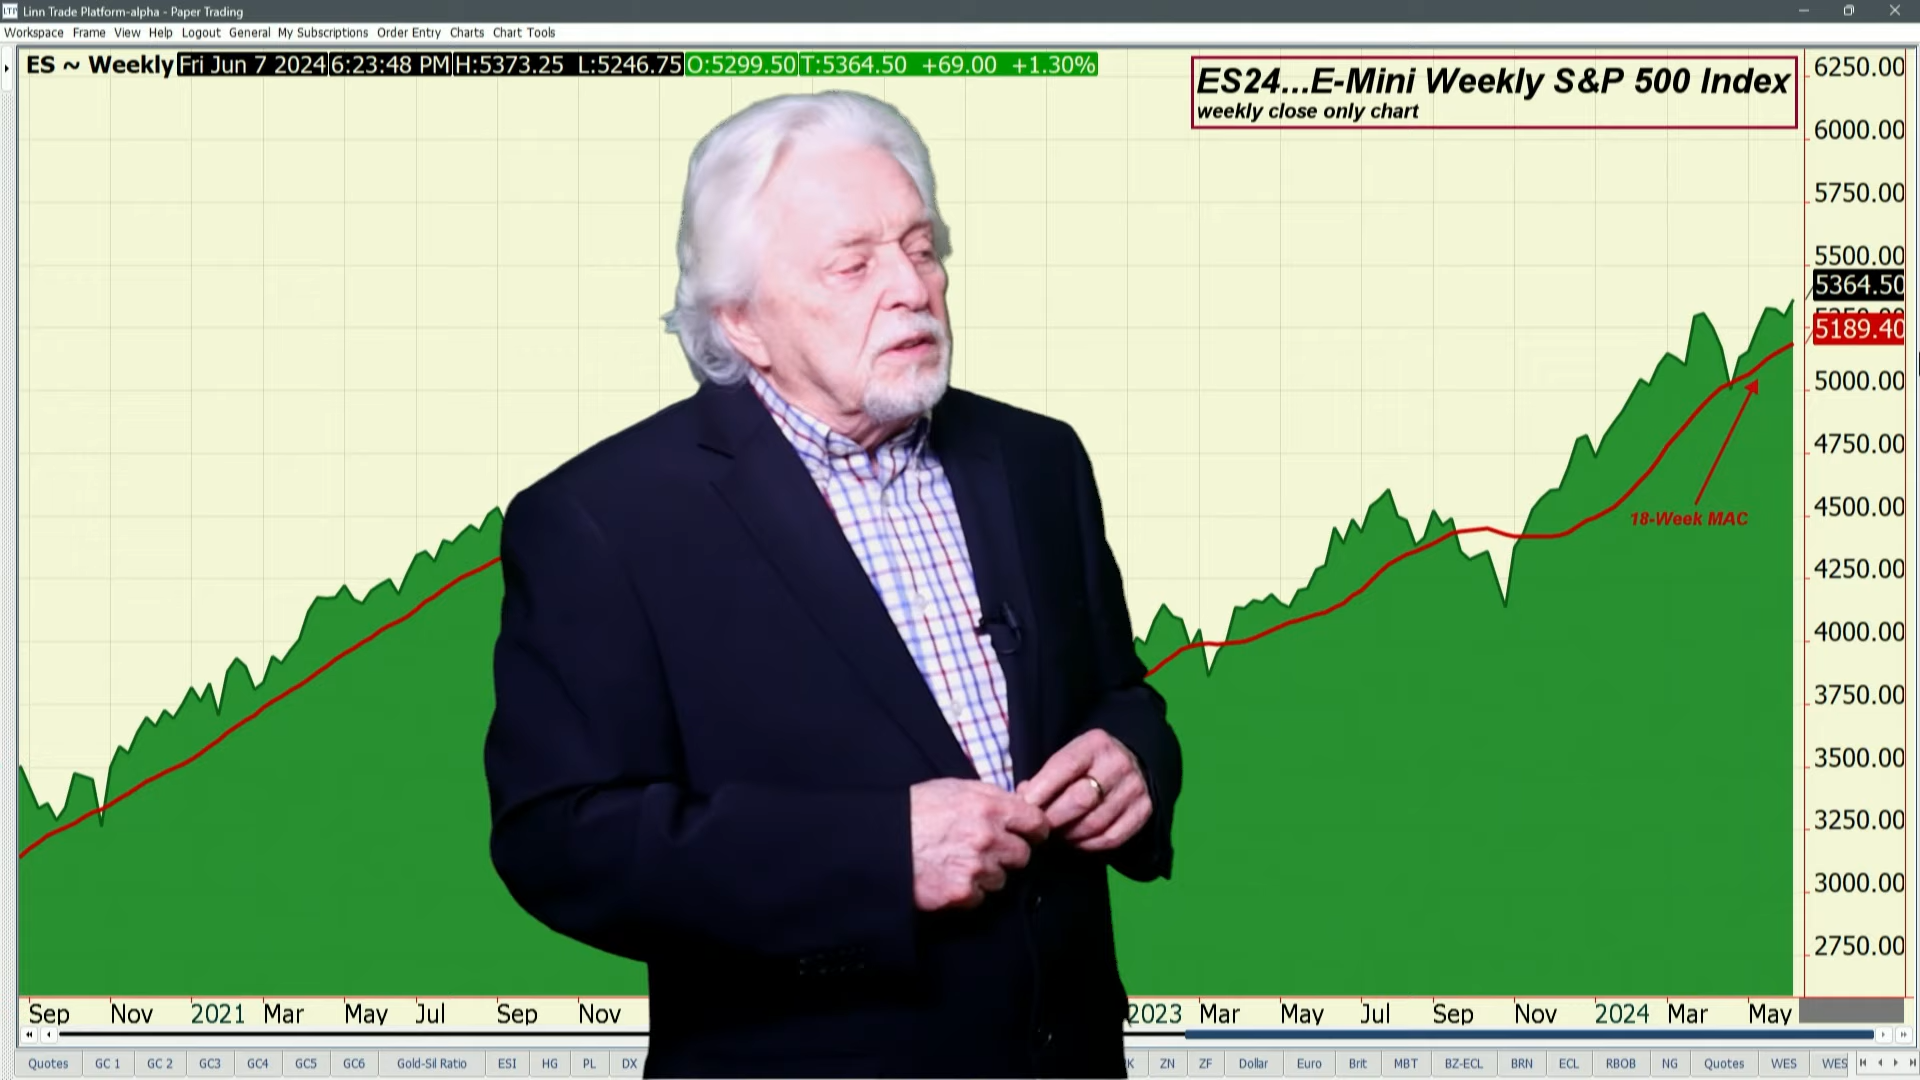 Linn Trade Platform-alpha - Paper Trading
Workspace Frame View Help Logout General My Subscriptions Order Entry Charts Chart Tools
ES ~ Weekly Fri Jun 7 2024 6:23:48 PM H:5373.25 L:5246.75 O:5299.50 T:5364.50 +69.00 +1.30%
ES24...E-Mini Weekly S&P 500 Index
weekly close only chart
6250.00
6000.00
5750.00
5500.00
5364.50
5189.40
5000.00
4750.00
4500.00
18-Week MAC
4250.00
4000.00
3750.00
3500.00
3250.00
3000.00
2750.00
Sep Nov 2021 Mar May Jul Sep Nov 2023 Mar May Jul Sep Nov 2024 Mar May
Quotes GC 1 GC 2 GC3 GC4 GC5 GC6 Gold-Sil Ratio ESI HG PL DX ZN ZF Dollar Euro Brit MBT BZ-ECL BRN ECL RBOB NG Quotes WES WES